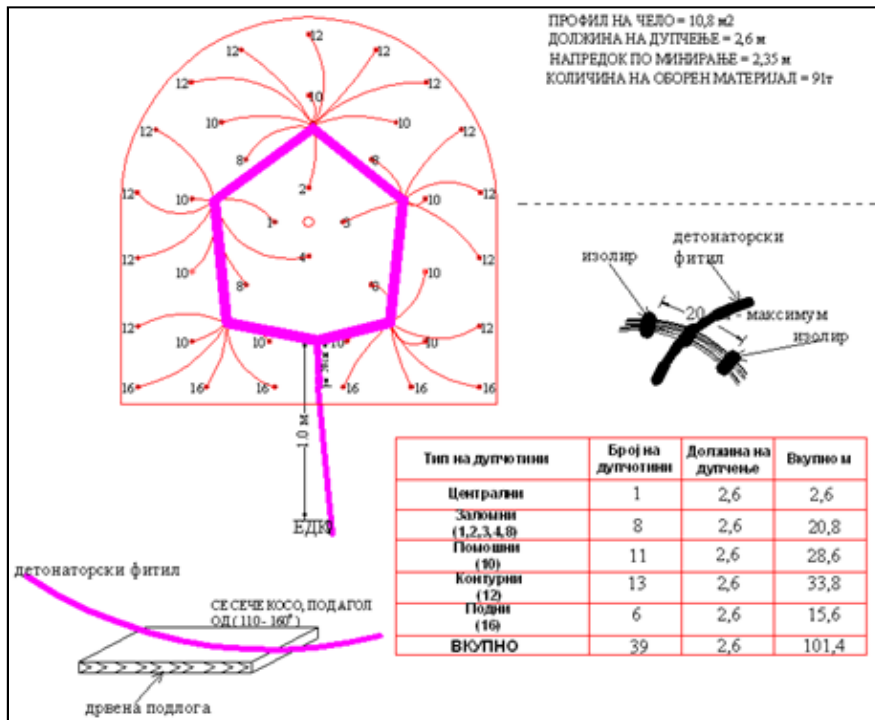 ПРОФИЛ НА ЧЕЛО = 10,8 м2
ДОЛЖИНА НА ДУПЧЕЊЕ = 2,6 м
НАПРЕДОК ПО МИНИРАЊЕ = 2,35 м
КОЛИЧИНА НА ОБОРЕН МАТЕРИЈАЛ = 91т
12
12 12
12 12
10
12 10 10 12
8 8
2
12 10 10 12
1 3
4
12 12
10 10
8 8
12 12
10 10 10 10
16 16 16 16 16 16
1.0 м
ЕДК
детонаторски
фитил
изолир
20 - максимум
изолир
Тип на дупчотини Број на дупчотини Должина на дупчење Вкупно м
Централни 1 2,6 2,6
Заломни (1,2,3,4,8) 8 2,6 20,8
Помошни (10) 11 2,6 28,6
Контурни (12) 13 2,6 33,8
Подни (16) 6 2,6 15,6
ВКУПНО 39 2,6 101,4
детонаторски фитил
СЕ СЕЧЕ КОСО, ПОД АГОЛ
ОД ( 110 - 160° )
дрвена подлога